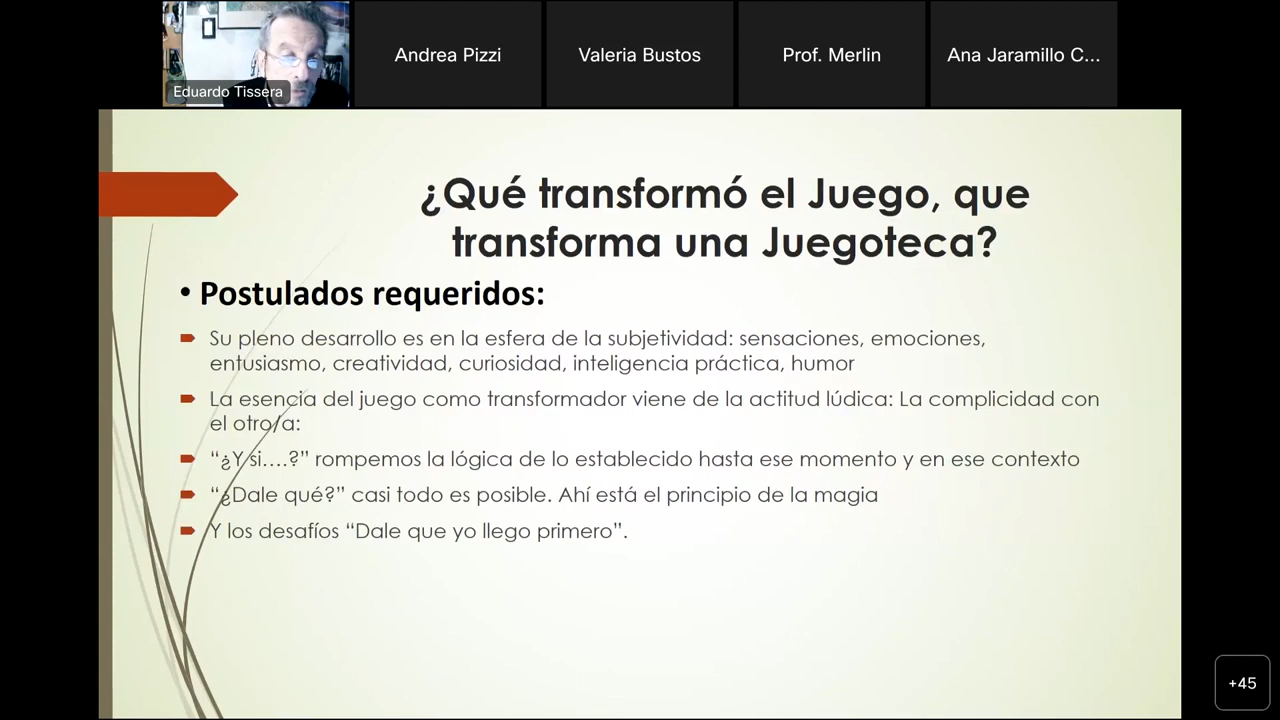 Eduardo Tissera
Andrea Pizzi
Valeria Bustos
Prof. Merlin
Ana Jaramillo C...
¿Qué transformó el Juego, que
transforma una Juegoteca?
• Postulados requeridos:
Su pleno desarrollo es en la esfera de la subjetividad: sensaciones, emociones,
entusiasmo, creatividad, curiosidad, inteligencia práctica, humor
La esencia del juego como transformador viene de la actitud lúdica: La complicidad con
el otro/a:
“¿Y si....?” rompemos la lógica de lo establecido hasta ese momento y en ese contexto
“¿Dale qué?” casi todo es posible. Ahí está el principio de la magia
Y los desafíos “Dale que yo llego primero”.
+45